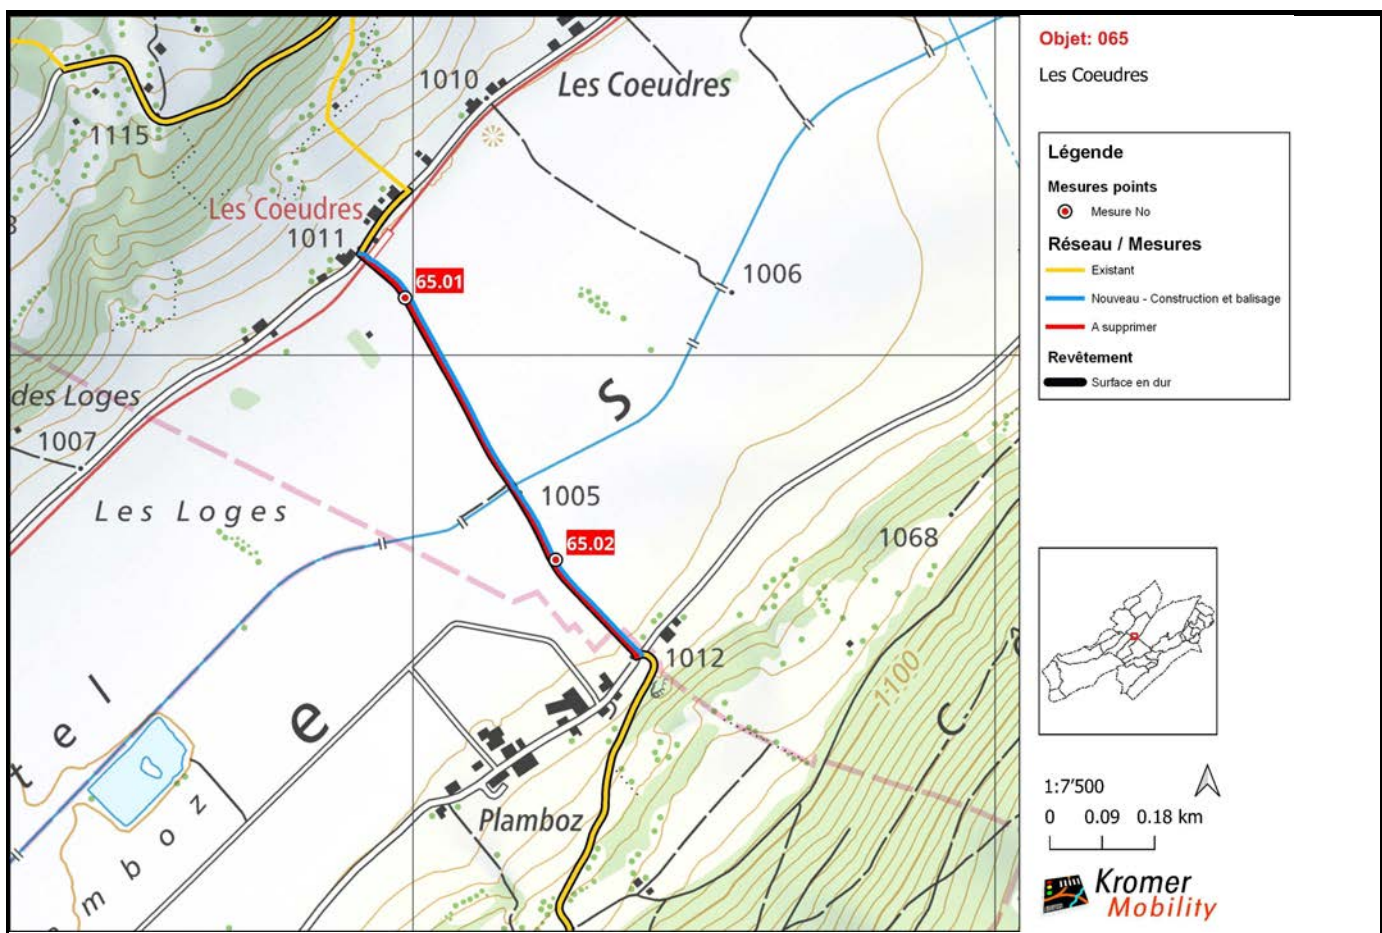 Objet: 065
Les Coeudres
Légende
Mesures points
Mesure No
Réseau / Mesures
Existant
Nouveau - Construction et balisage
A supprimer
Revêtement
Surface en dur
1:7'500
0 0.09 0.18 km
Kromer
Mobility
1010
Les Coeudres
1115
Les Coeudres
1011
65.01
1006
des Loges
S
1007
Les Loges
1005
65.02
1068
1012
1100
t e l
e
C
m b o z
Plamboz